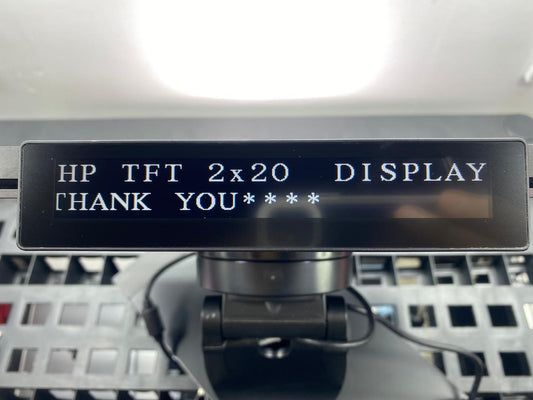 HP TFT 2x20 DISPLAY
THANK YOU****